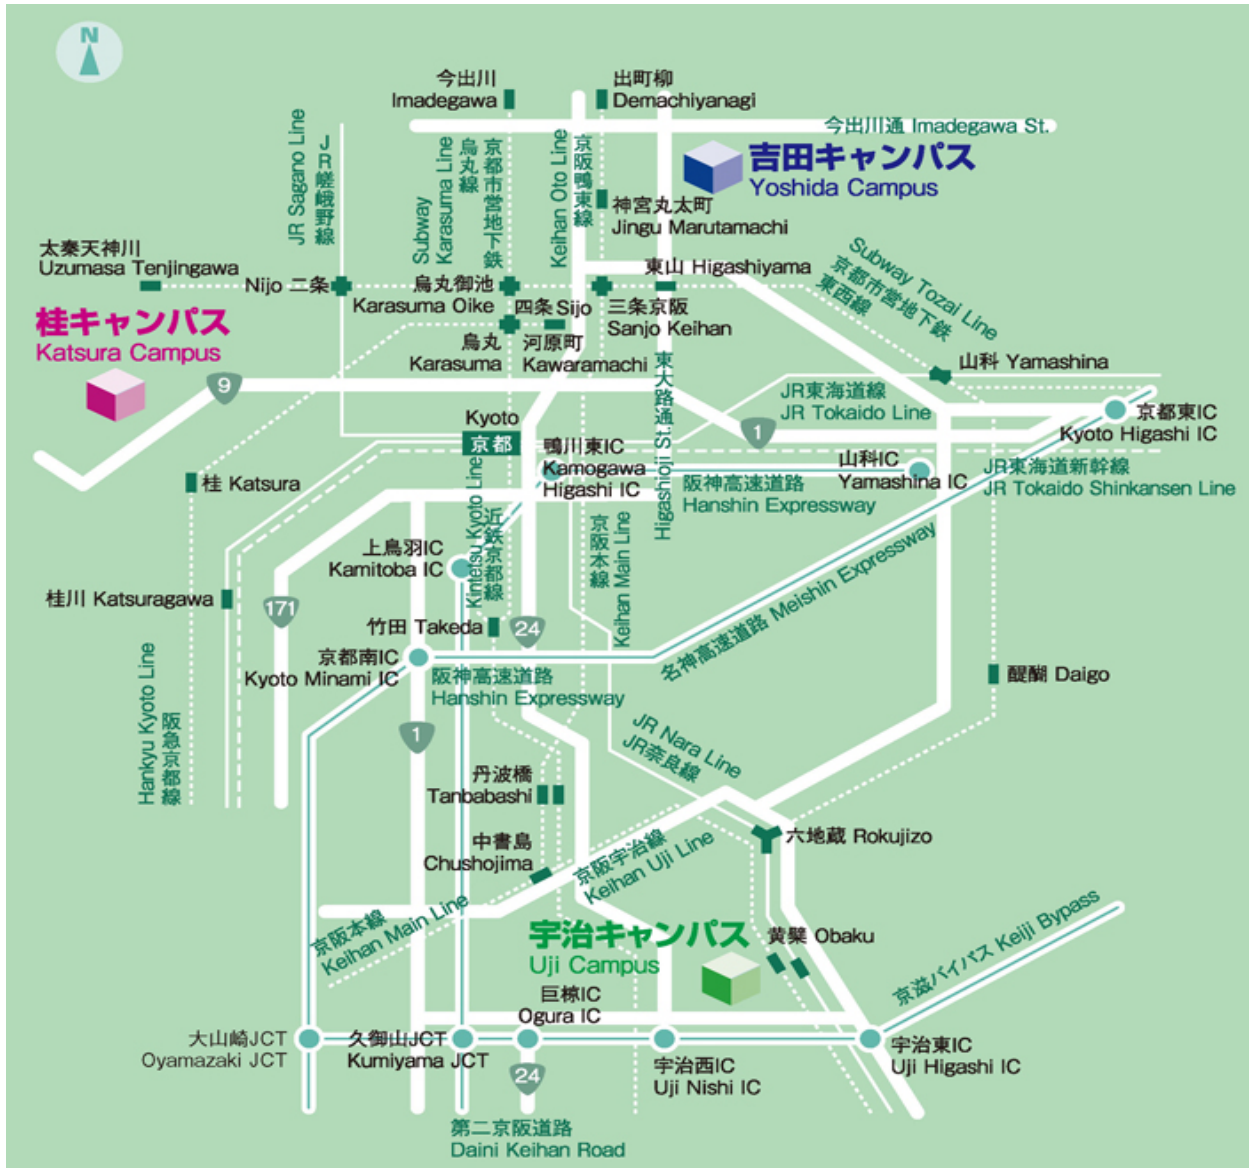 N
今出川
Imadegawa
出町柳
Demachiyanagi
今出川通 Imadegawa St.
吉田キャンパス
Yoshida Campus
JR Sagano Line
JR嵯峨野線
Subway
Karasuma Line
京都市営地下鉄
烏丸線
Keihan Oto Line
京阪鴨東線
神宮丸太町
Jingu Marutamachi
太秦天神川
Uzumasa Tenjingawa
Nijo 二条
烏丸御池
Karasuma Oike
東山 Higashiyama
三条京阪
Sanjo Keihan
Subway Tozai Line
京都市営地下鉄
東西線
四条 Sijo
烏丸
Karasuma
河原町
Kawaramachi
桂キャンパス
Katsura Campus
9
東大路通
Higashioji St.
山科 Yamashina
JR東海道線
JR Tokaido Line
1
京都東IC
Kyoto Higashi IC
Kyoto
京都
鴨川東IC
Kamogawa
Higashi IC
山科IC
Yamashina IC
阪神高速道路
Hanshin Expressway
JR東海道新幹線
JR Tokaido Shinkansen Line
桂 Katsura
Kintetsu Kyoto Line
近鉄京都線
京阪本線
Keihan Main Line
上鳥羽IC
Kamitoba IC
桂川 Katsuragawa
171
竹田 Takeda
24
名神高速道路 Meishin Expressway
京都南IC
Kyoto Minami IC
阪神高速道路
Hanshin Expressway
醍醐 Daigo
Hankyu Kyoto Line
阪急京都線
1
JR Nara Line
JR奈良線
丹波橋
Tanbabashi
中書島
Chushojima
京阪宇治線
Keihan Uji Line
六地蔵 Rokujizo
京阪本線
Keihan Main Line
宇治キャンパス
Uji Campus
黄檗 Obaku
京滋バイパス Keiji Bypass
巨椋IC
Ogura IC
大山崎JCT
Oyamazaki JCT
久御山JCT
Kumiyama JCT
宇治西IC
Uji Nishi IC
宇治東IC
Uji Higashi IC
24
第二京阪道路
Daini Keihan Road